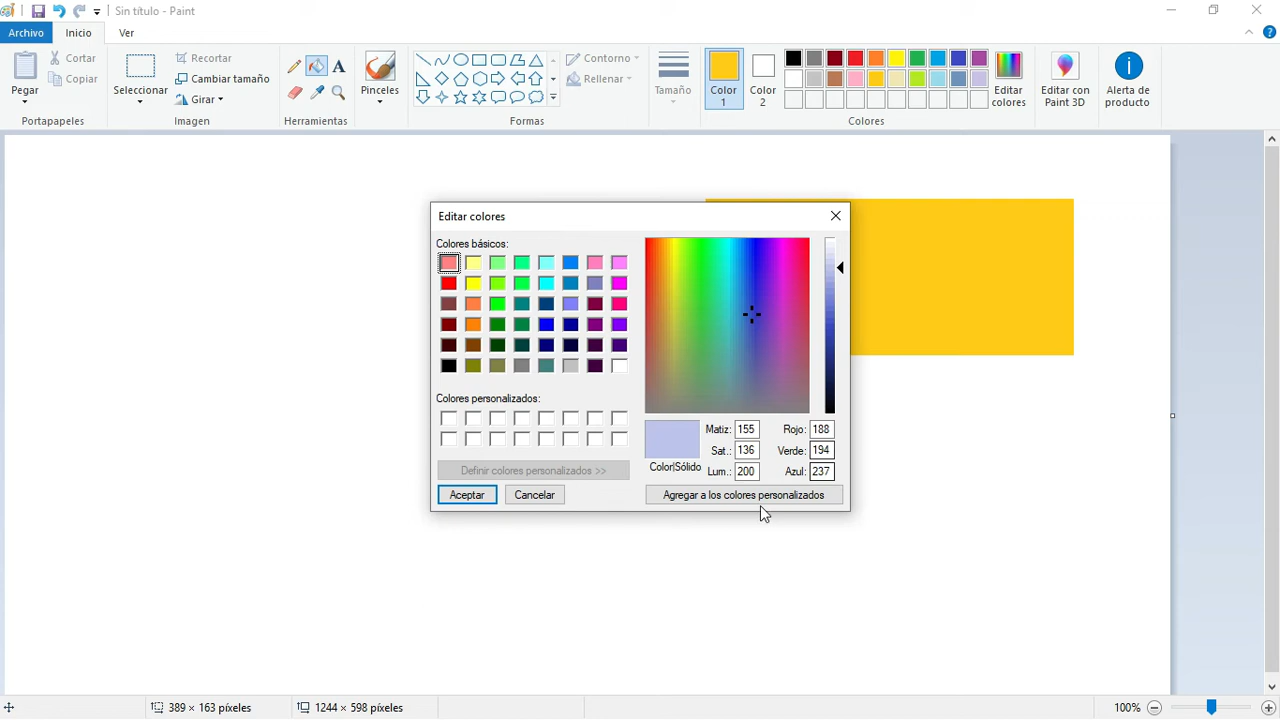 Sin título - Paint
Archivo Inicio Ver
Pegar
Cortar
Copiar
Portapapeles
Seleccionar
Recortar
Cambiar tamaño
Girar
Imagen
A
Herramientas
Pinceles
Formas
Contorno
Rellenar
Tamaño
Color
1
Color
2
Editar
colores
Colores
Editar con
Paint 3D
Alerta de
producto
Editar colores
Colores básicos:
Colores personalizados:
Definir colores personalizados >>
Aceptar Cancelar
Color|Sólido
Matiz: 155 Rojo: 188
Sat.: 136 Verde: 194
Lum.: 200 Azul: 237
Agregar a los colores personalizados
389 × 163 píxeles 1244 × 598 píxeles 100%